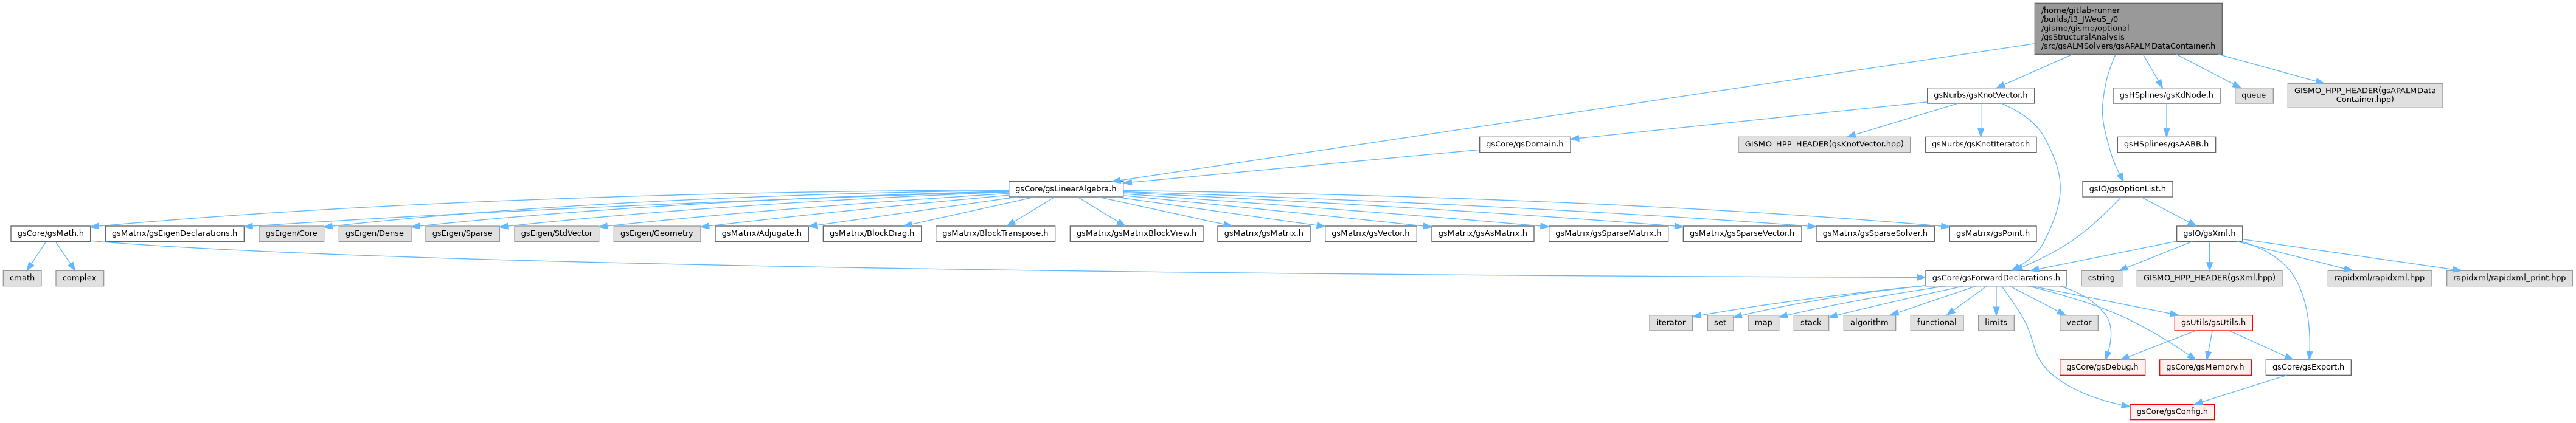 /home/gitlab-runner
/builds/t3_JWeu5_/0
/gismo/gismo/optional
/gsStructuralAnalysis
/src/gsALMSolvers/gsAPALMDataContainer.h
gsNurbs/gsKnotVector.h
gsHSplines/gsKdNode.h
queue
GISMO_HPP_HEADER(gsAPALMData
Container.hpp)
gsCore/gsDomain.h
GISMO_HPP_HEADER(gsKnotVector.hpp)
gsNurbs/gsKnotIterator.h
gsHSplines/gsAABB.h
gsCore/gsLinearAlgebra.h
gsIO/gsOptionList.h
gsCore/gsMath.h
gsMatrix/gsEigenDeclarations.h
gsEigen/Core
gsEigen/Dense
gsEigen/Sparse
gsEigen/StdVector
gsEigen/Geometry
gsMatrix/Adjugate.h
gsMatrix/BlockDiag.h
gsMatrix/BlockTranspose.h
gsMatrix/gsMatrixBlockView.h
gsMatrix/gsMatrix.h
gsMatrix/gsVector.h
gsMatrix/gsAsMatrix.h
gsMatrix/gsSparseMatrix.h
gsMatrix/gsSparseVector.h
gsMatrix/gsSparseSolver.h
gsMatrix/gsPoint.h
gsIO/gsXml.h
cmath
complex
gsCore/gsForwardDeclarations.h
cstring
GISMO_HPP_HEADER(gsXml.hpp)
rapidxml/rapidxml.hpp
rapidxml/rapidxml_print.hpp
iterator
set
map
stack
algorithm
functional
limits
vector
gsUtils/gsUtils.h
gsCore/gsDebug.h
gsCore/gsMemory.h
gsCore/gsExport.h
gsCore/gsConfig.h